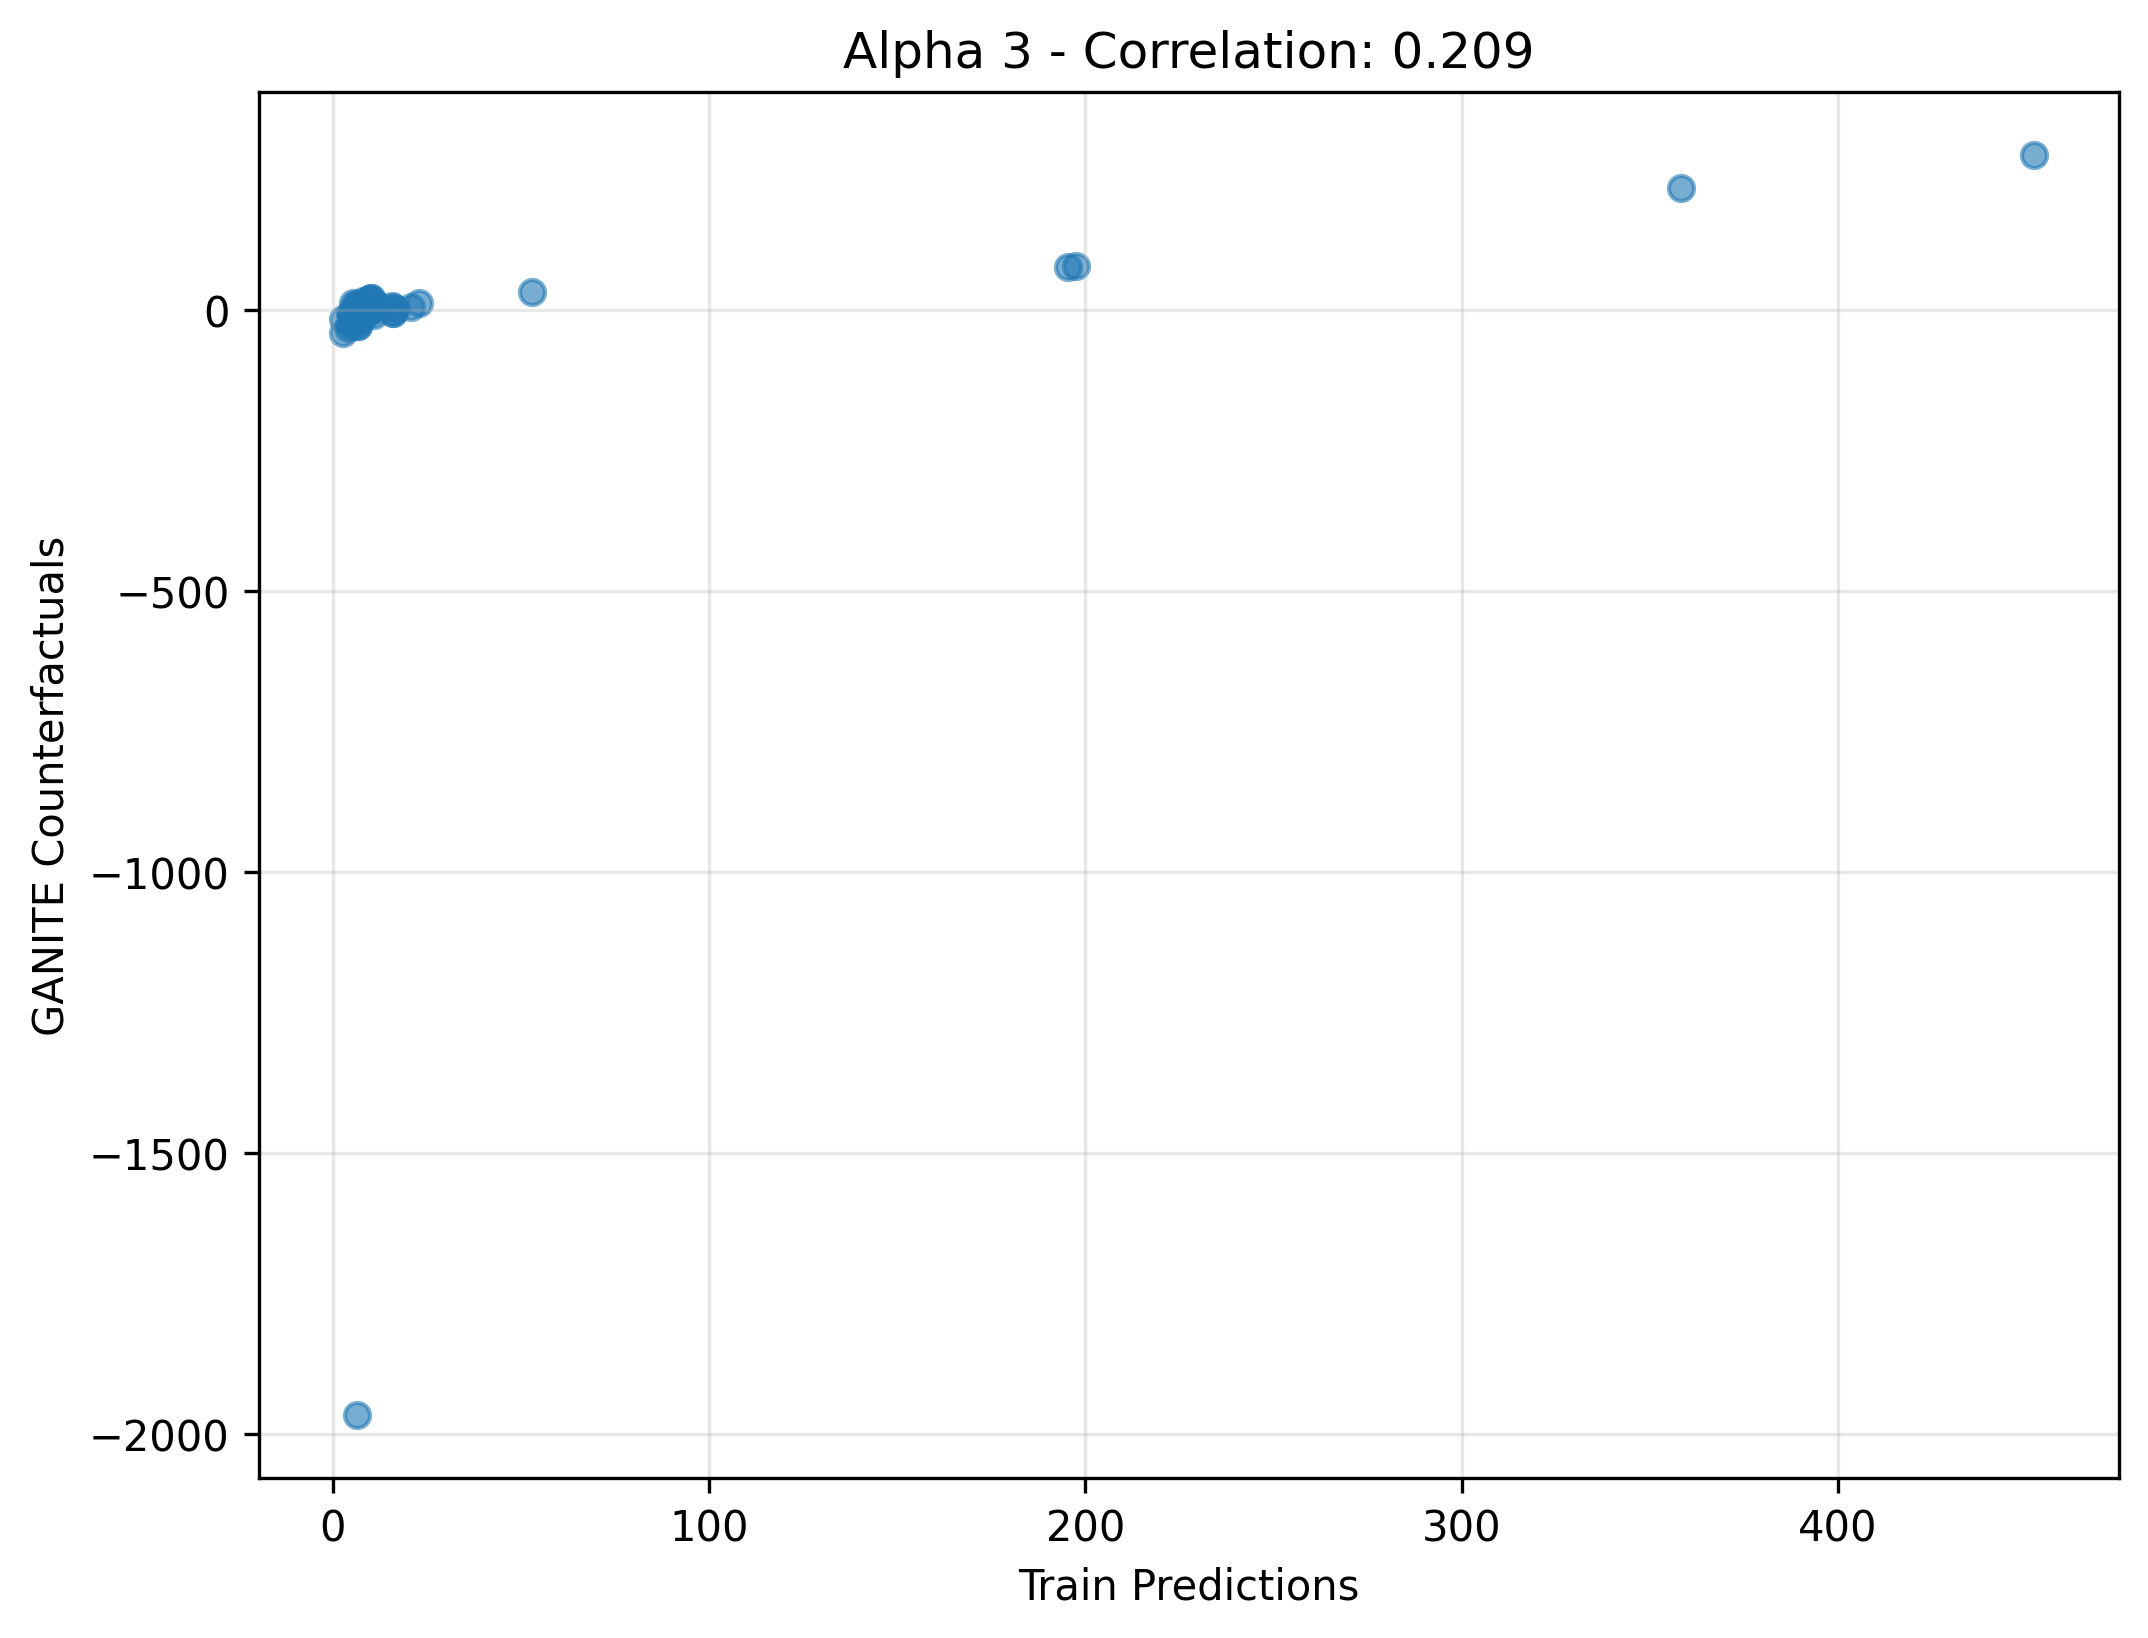 Alpha 3 - Correlation: 0.209
GANITE Counterfactuals
0
−500
−1000
−1500
−2000
0 100 200 300 400
Train Predictions